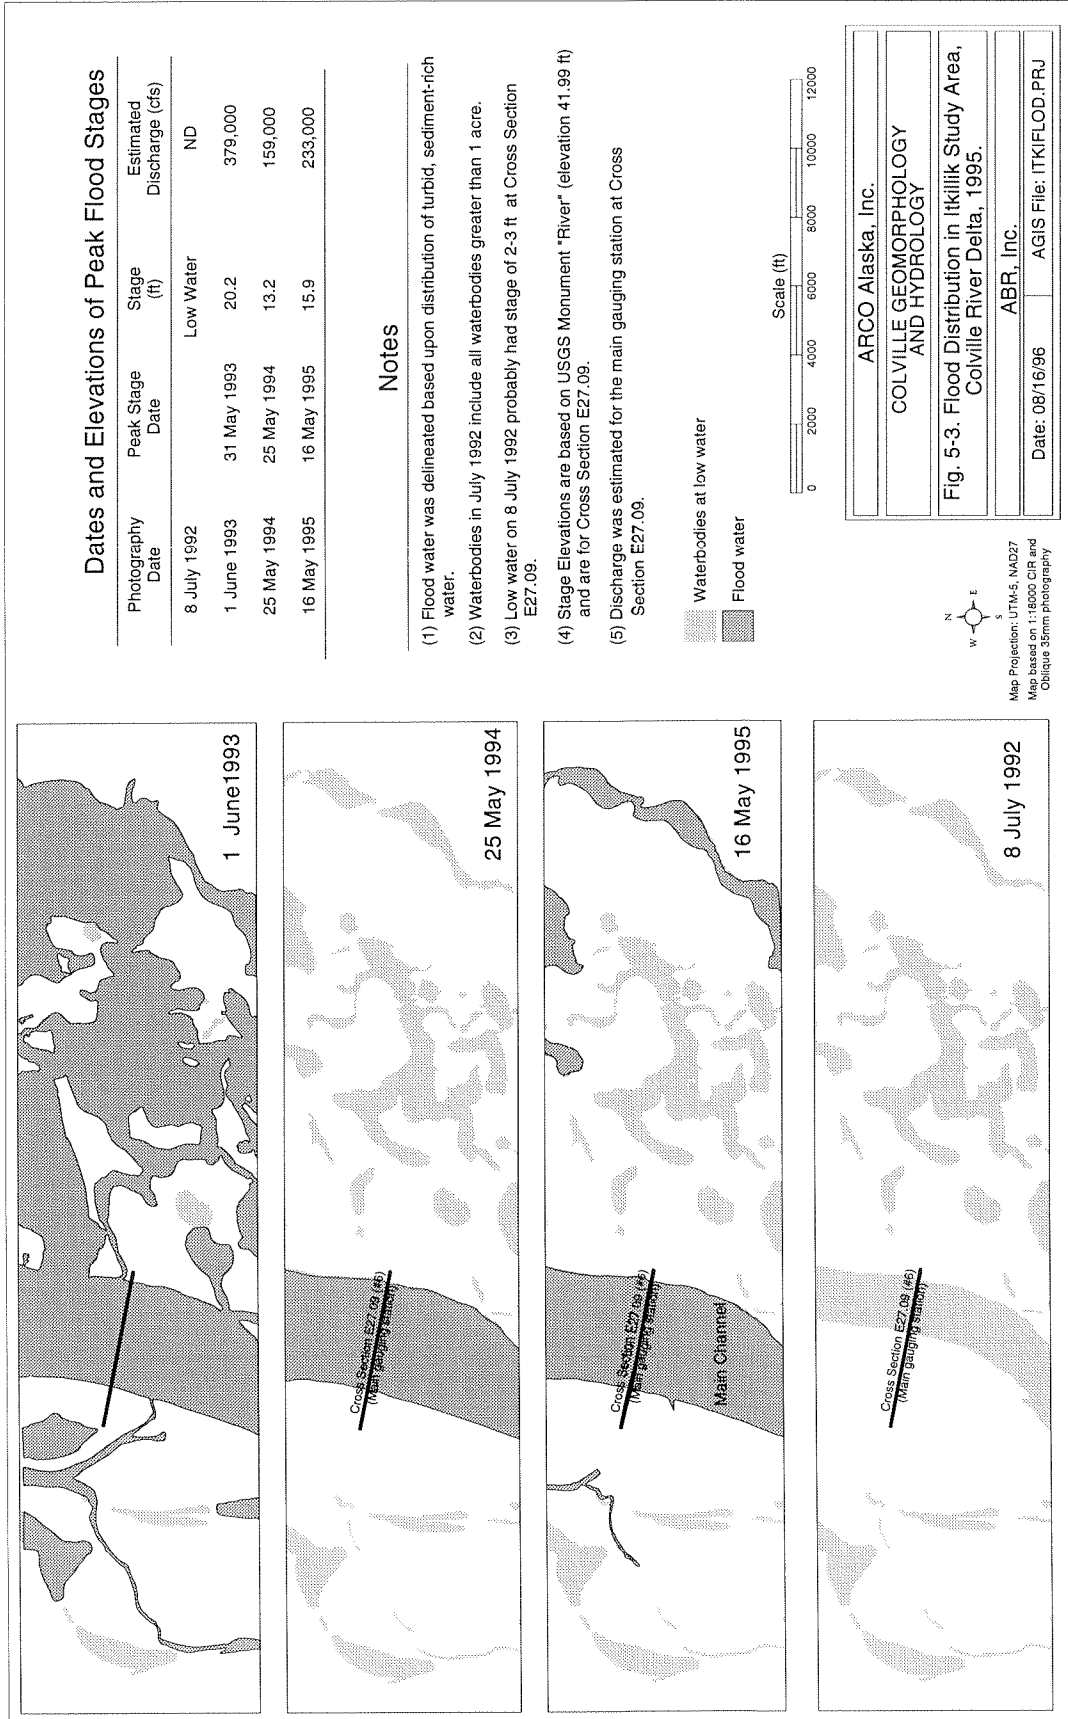 1 June1993
25 May 1994
Cross Section E27.09 (#6)
(Main gauging station)
16 May 1995
Cross Section E27.09 (#6)
(Main gauging station)
Main Channel
8 July 1992
Cross Section E27.09 (#6)
(Main gauging station)
Dates and Elevations of Peak Flood Stages
Photography Date Peak Stage Date Stage (ft) Estimated Discharge (cfs)
8 July 1992 Low Water ND
1 June 1993 31 May 1993 20.2 379,000
25 May 1994 25 May 1994 13.2 159,000
16 May 1995 16 May 1995 15.9 233,000
Notes
(1) Flood water was delineated based upon distribution of turbid, sediment-rich
water.
(2) Waterbodies in July 1992 include all waterbodies greater than 1 acre.
(3) Low water on 8 July 1992 probably had stage of 2-3 ft at Cross Section
E27.09.
(4) Stage Elevations are based on USGS Monument "River" (elevation 41.99 ft)
and are for Cross Section E27.09.
(5) Discharge was estimated for the main gauging station at Cross
Section E27.09.
Waterbodies at low water
Flood water
Scale (ft)
0 2000 4000 6000 8000 10000 12000
N
W E
S
Map Projection: UTM-5, NAD27
Map based on 1:18000 CIR and
Oblique 35mm photography
ARCO Alaska, Inc.
COLVILLE GEOMORPHOLOGY
AND HYDROLOGY
Fig. 5-3. Flood Distribution in Itkillik Study Area,
Colville River Delta, 1995.
ABR, Inc.
Date: 08/16/96 AGIS File: ITKIFLOD.PRJ